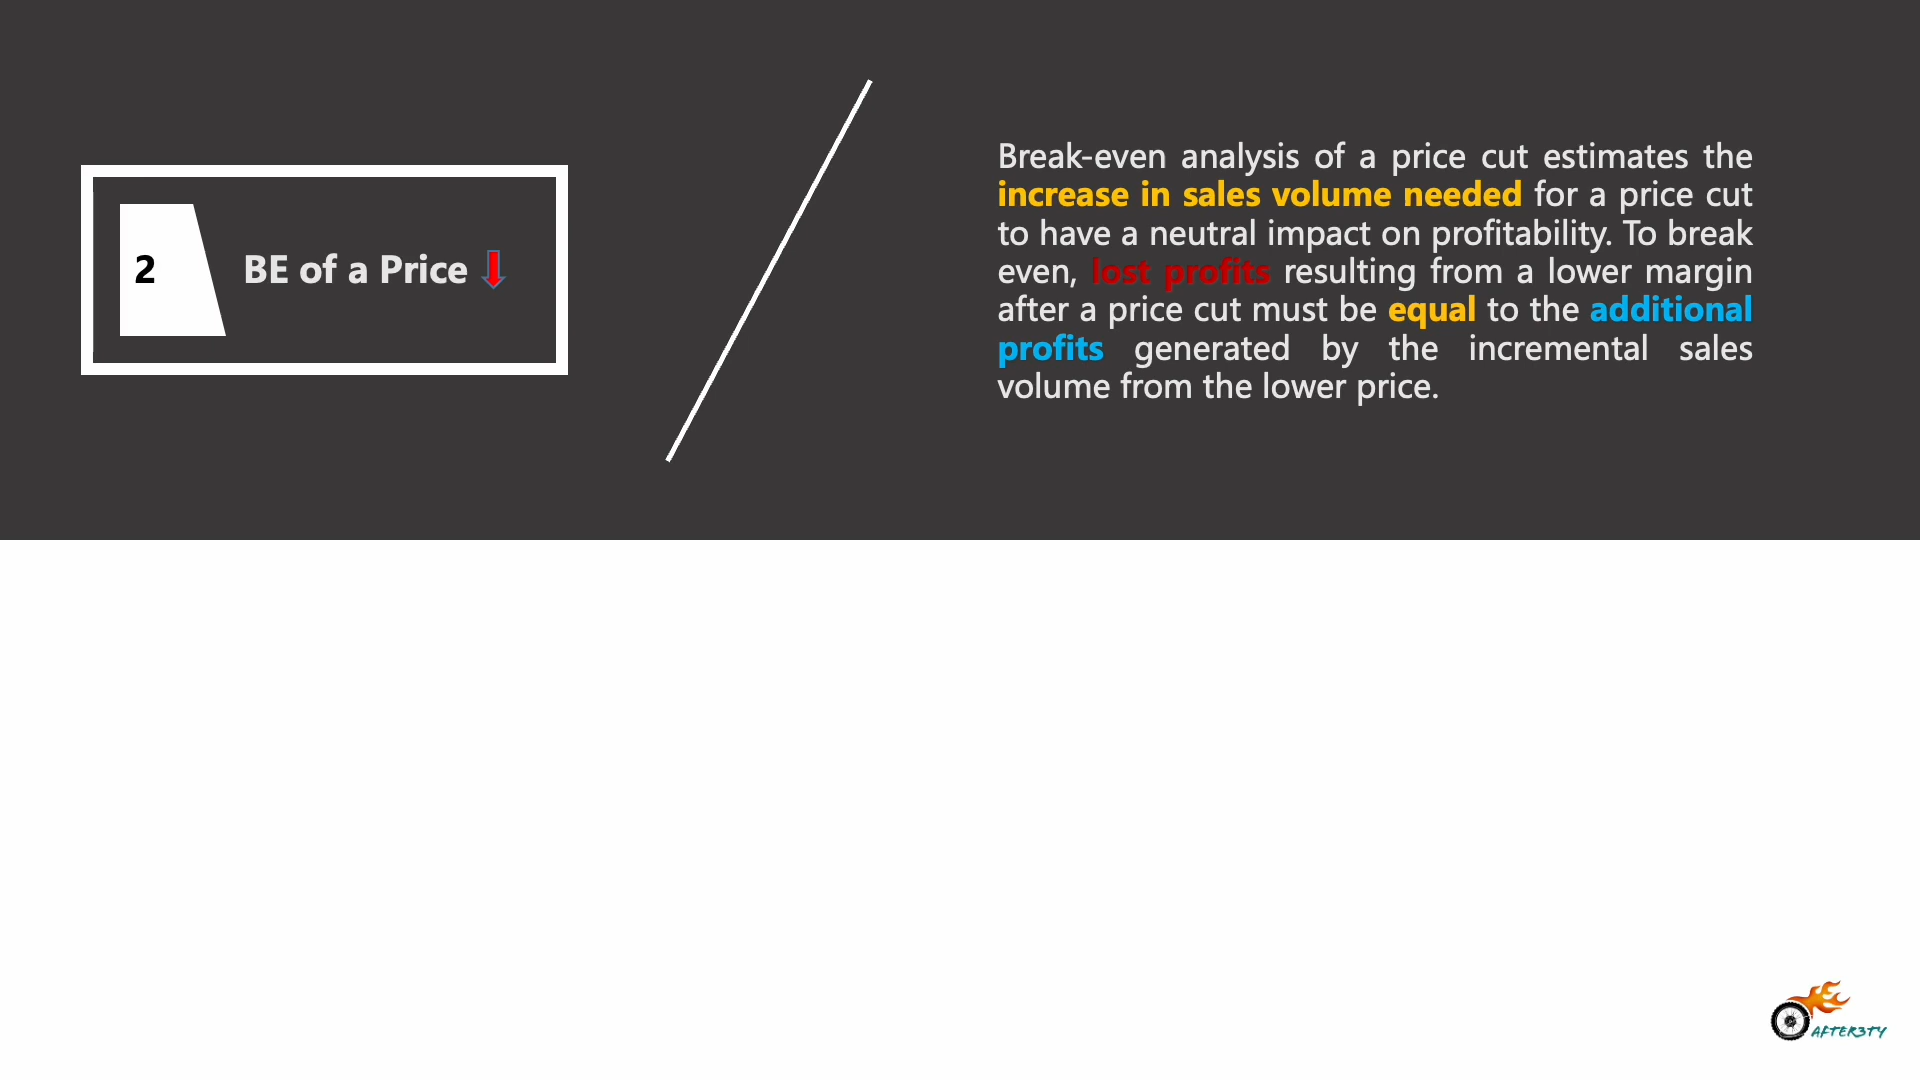 2
BE of a Price
Break-even analysis of a price cut estimates the
increase in sales volume needed for a price cut
to have a neutral impact on profitability. To break
even, lost profits resulting from a lower margin
after a price cut must be equal to the additional
profits generated by the incremental sales
volume from the lower price.
AFTER3TY